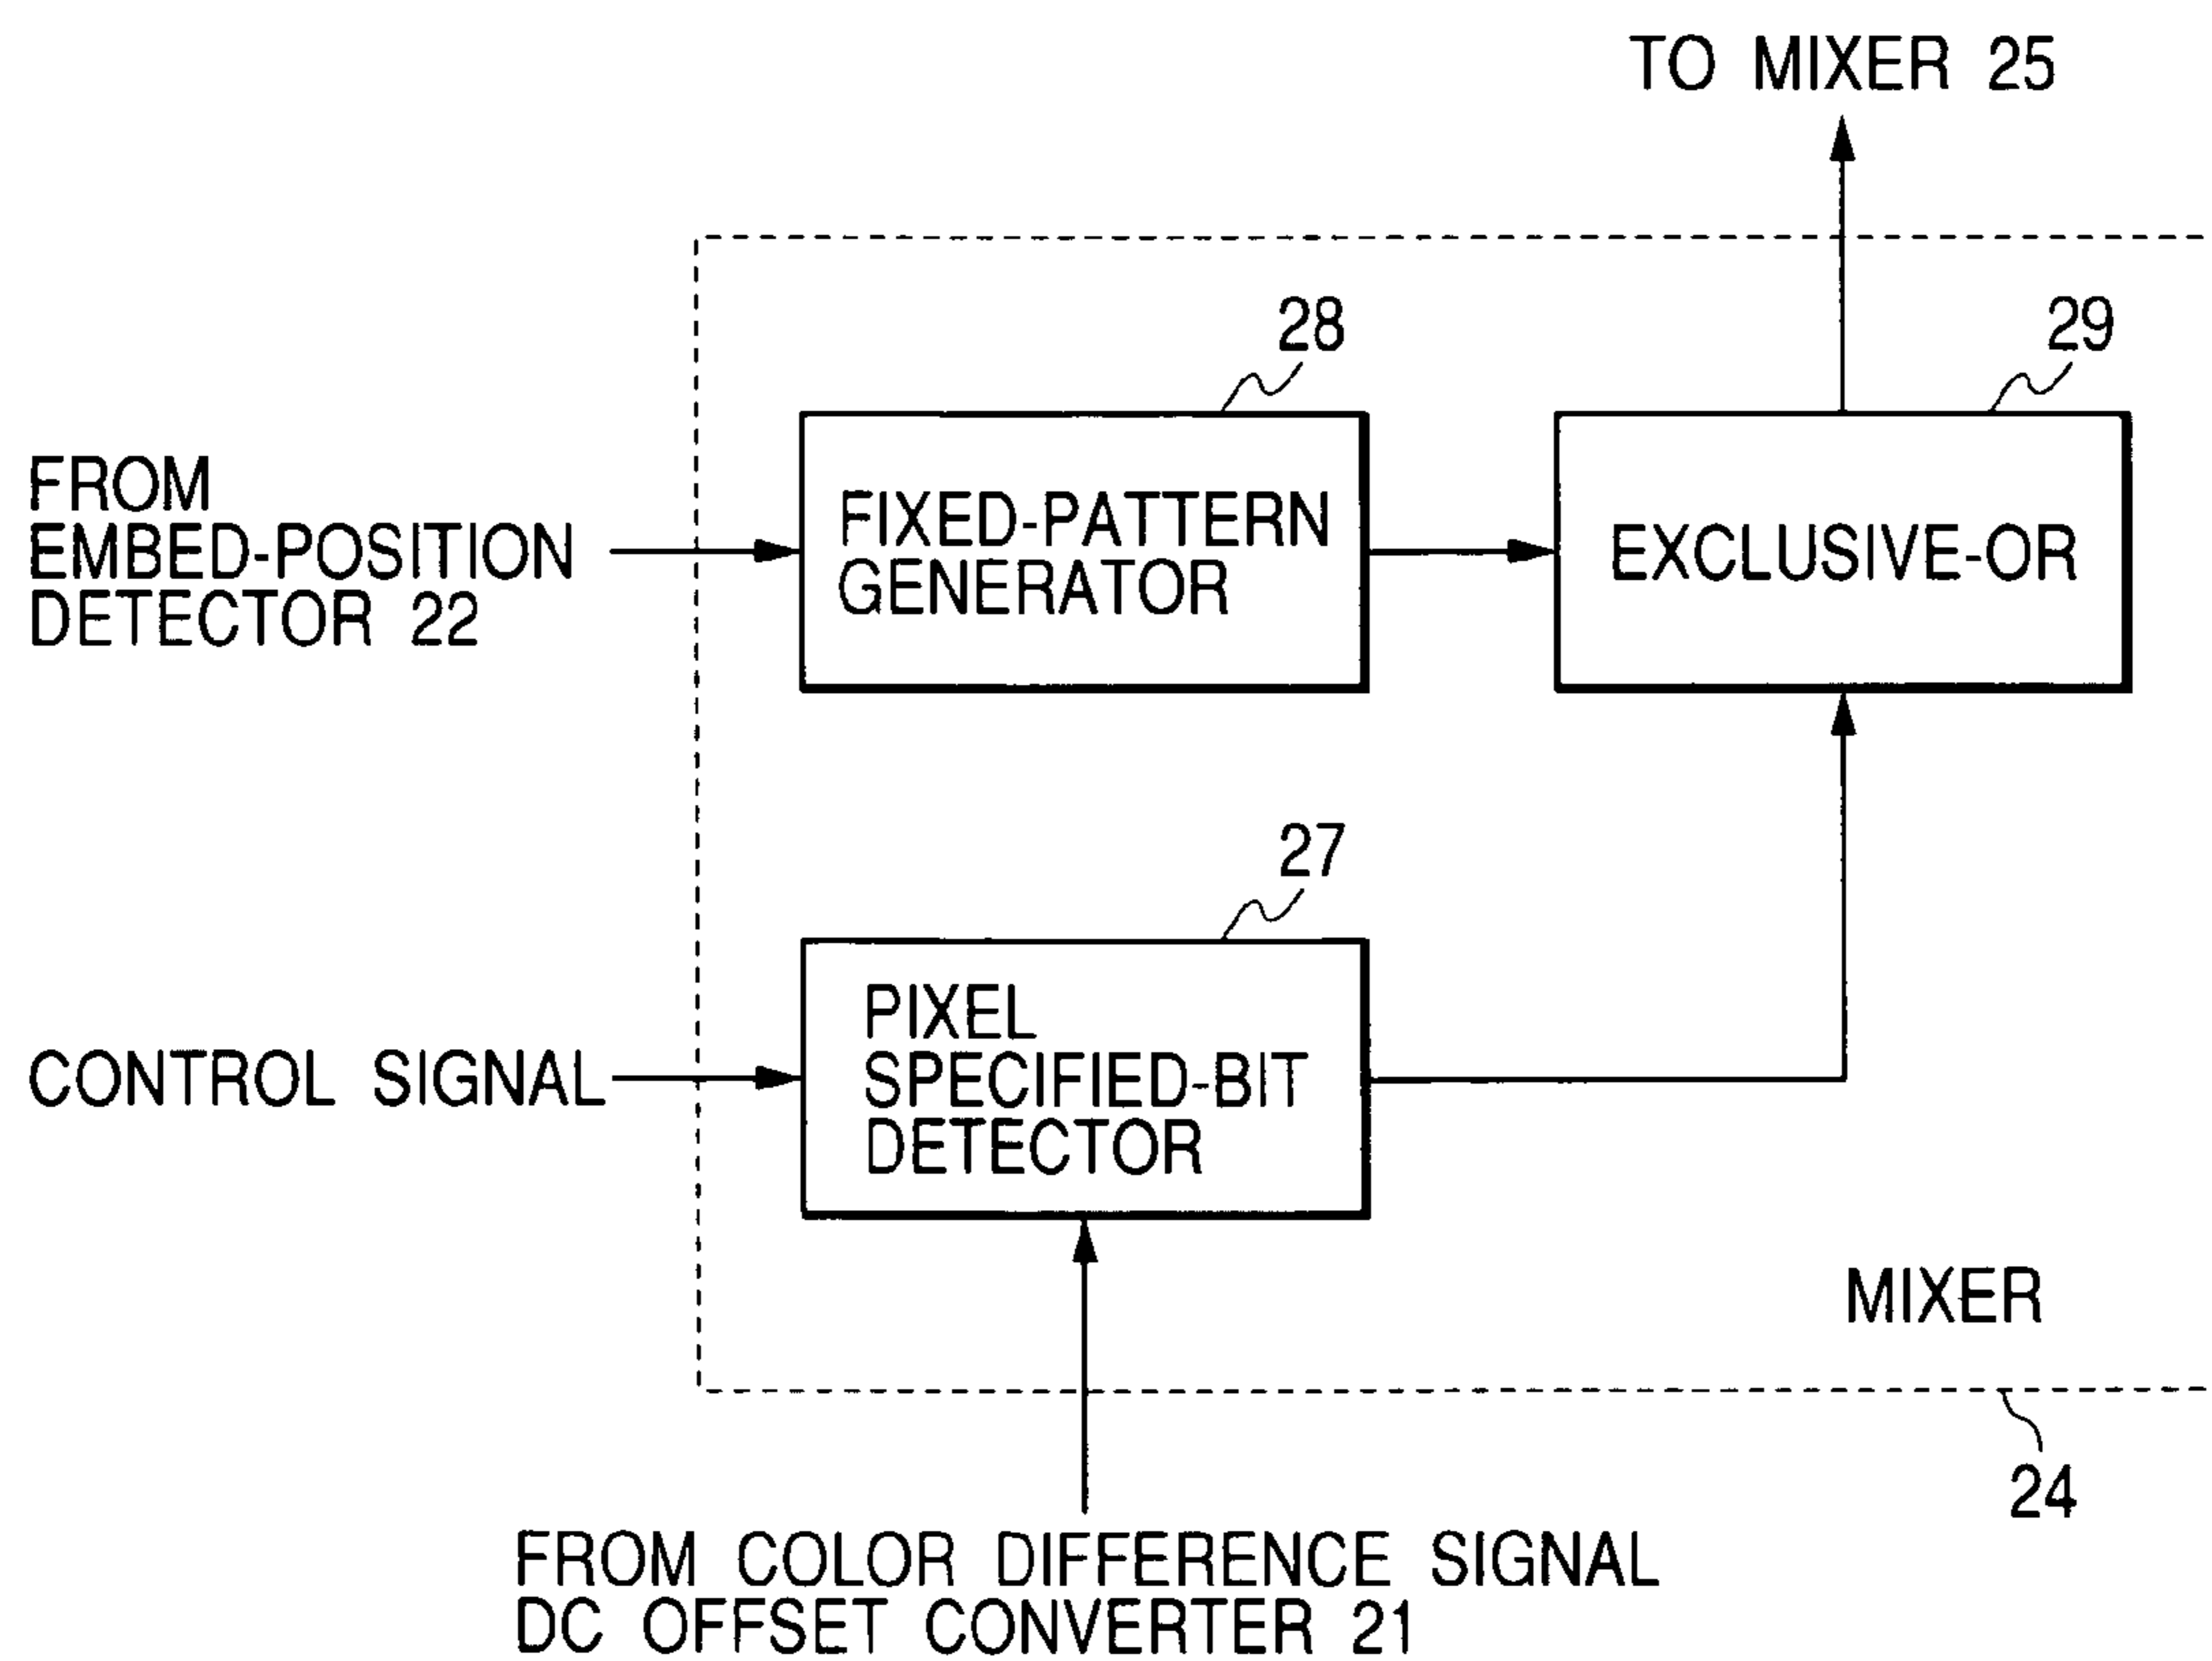 TO MIXER 25
28
29
FROM
EMBED-POSITION
DETECTOR 22
FIXED-PATTERN
GENERATOR
EXCLUSIVE-OR
27
CONTROL SIGNAL
PIXEL
SPECIFIED-BIT
DETECTOR
MIXER
24
FROM COLOR DIFFERENCE SIGNAL
DC OFFSET CONVERTER 21